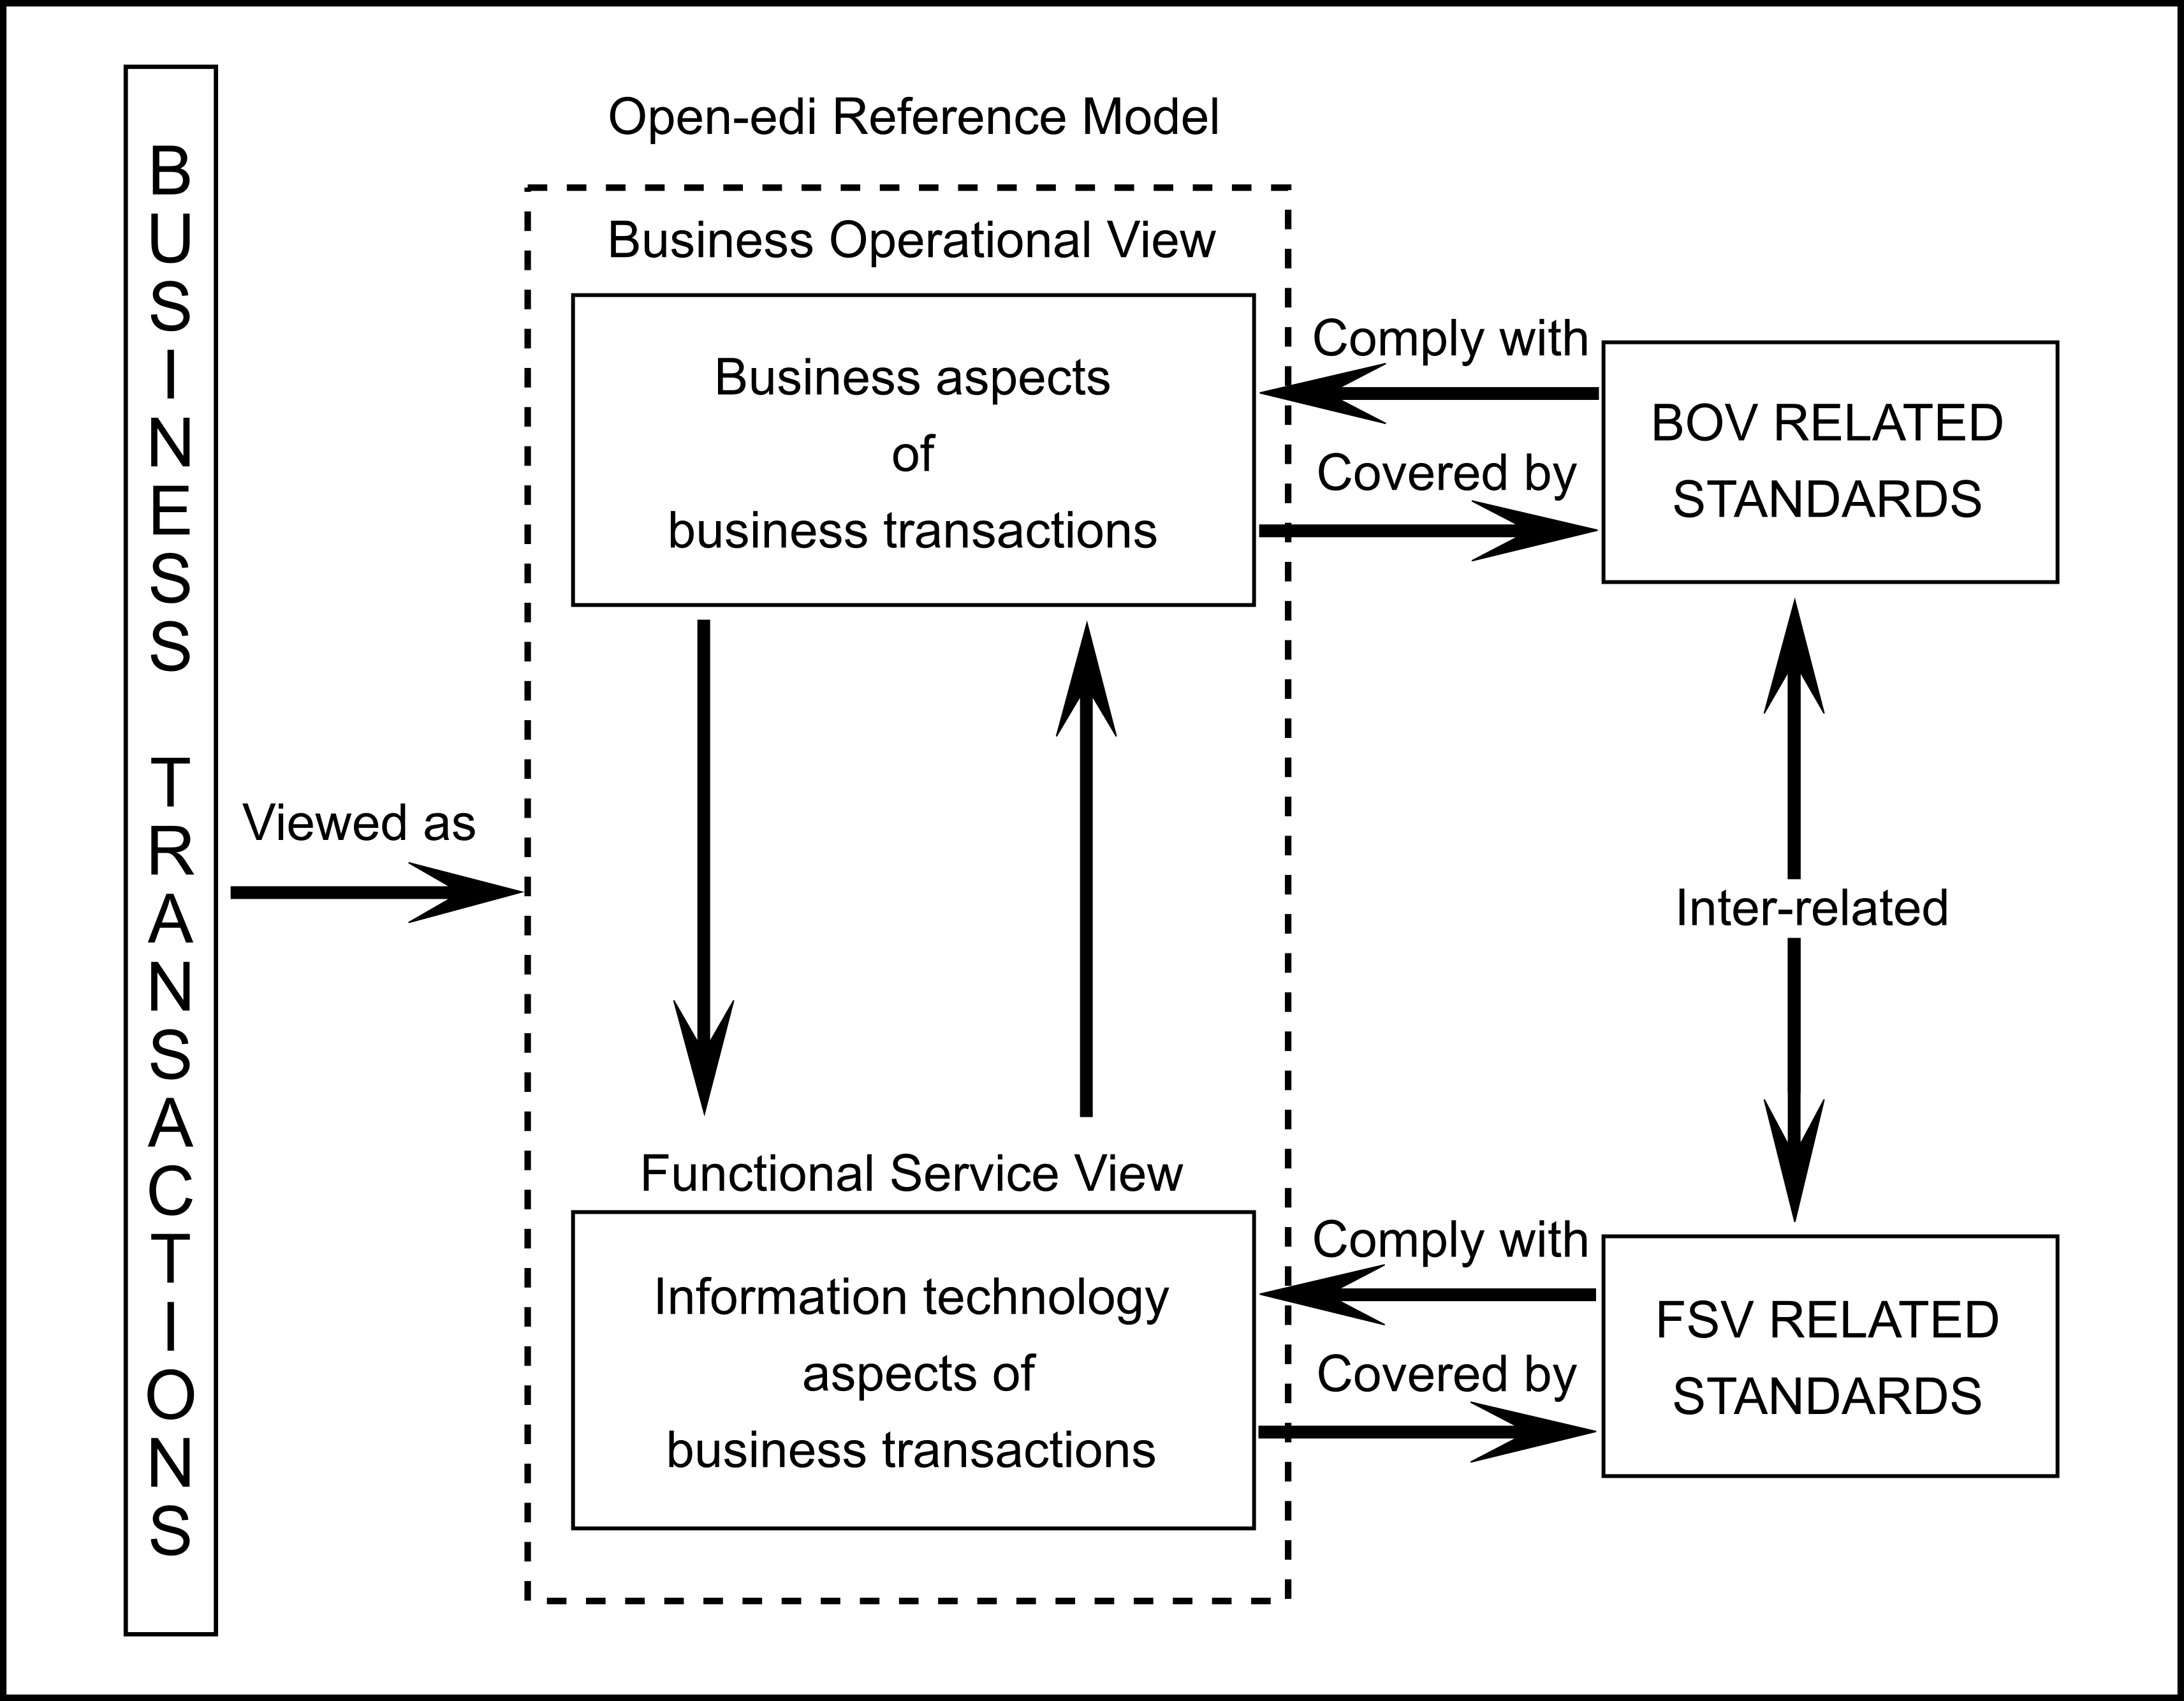 BUSINESS TRANSACTIONS
Open-edi Reference Model
Business Operational View
Business aspects
of
business transactions
Comply with
Covered by
BOV RELATED
STANDARDS
Viewed as
Inter-related
Functional Service View
Information technology
aspects of
business transactions
Comply with
Covered by
FSV RELATED
STANDARDS